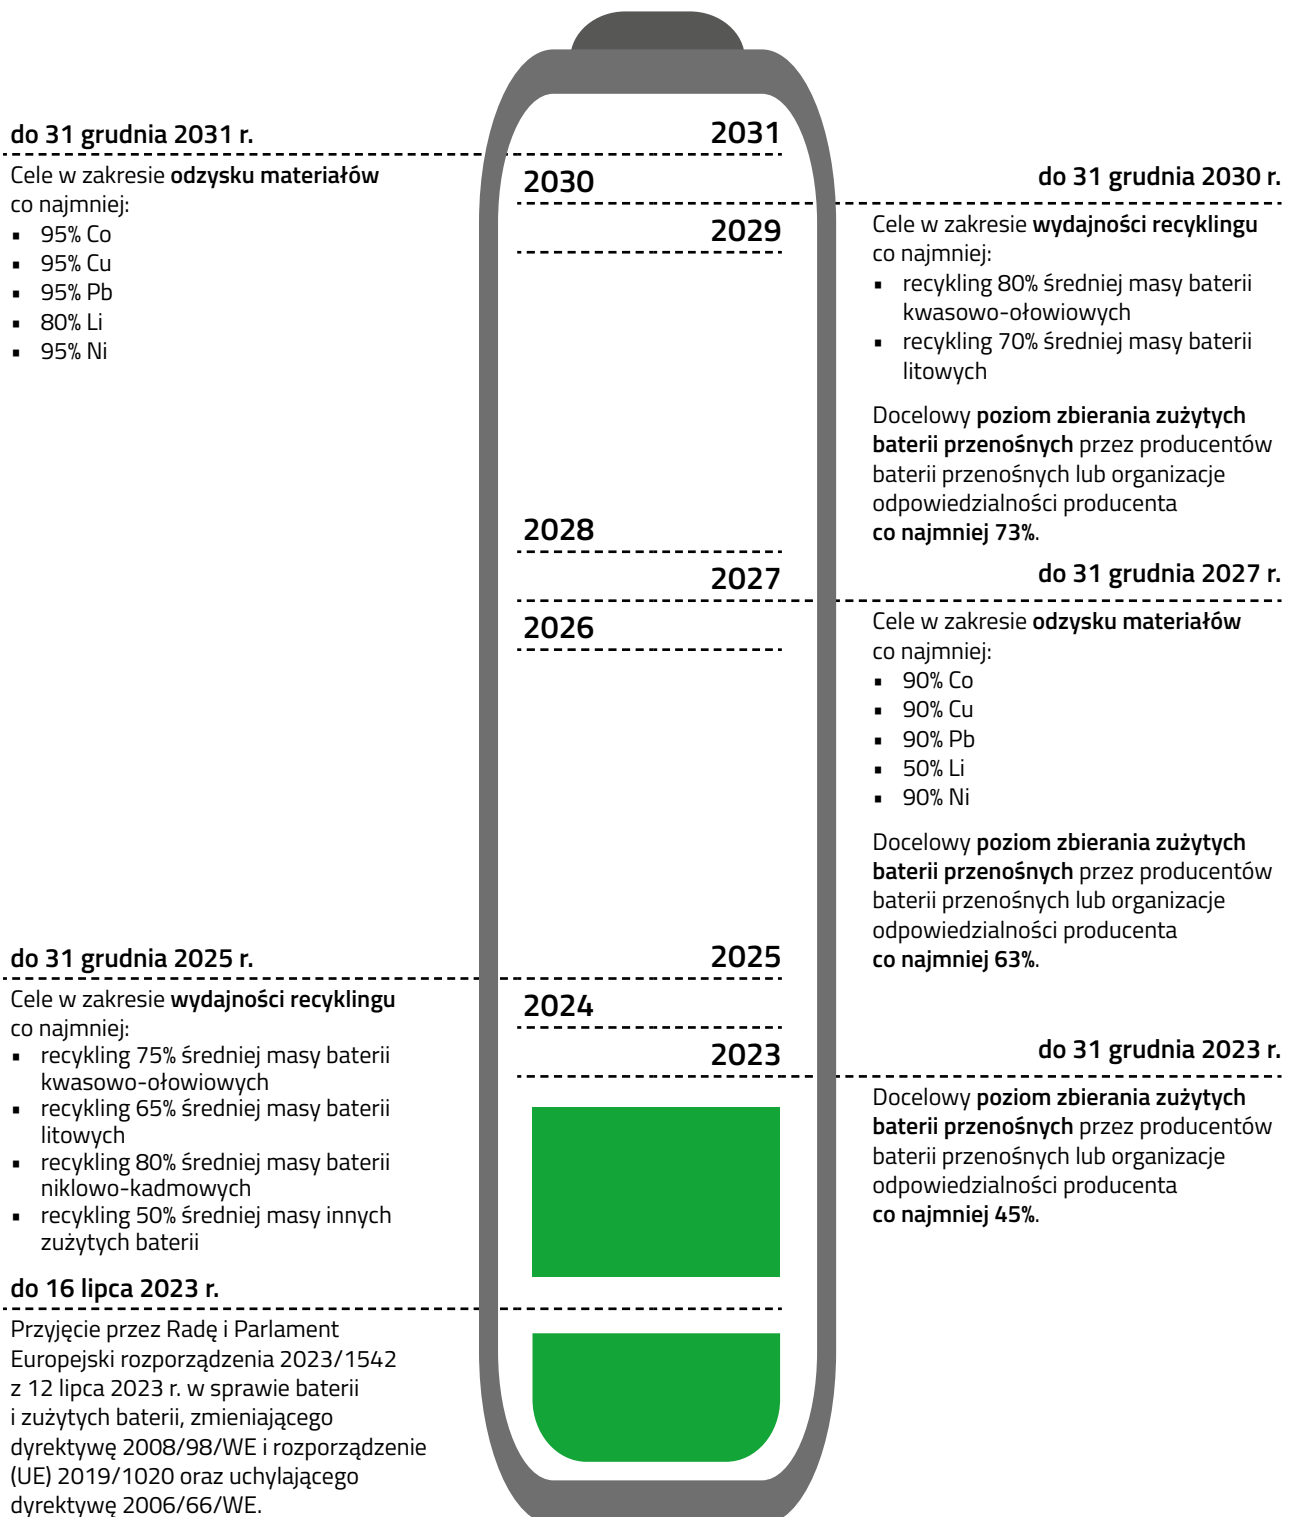 do 31 grudnia 2031 r.
Cele w zakresie odzysku materiałów
co najmniej:
▪ 95% Co
▪ 95% Cu
▪ 95% Pb
▪ 80% Li
▪ 95% Ni
do 31 grudnia 2025 r.
Cele w zakresie wydajności recyklingu
co najmniej:
▪ recykling 75% średniej masy baterii
kwasowo-ołowiowych
▪ recykling 65% średniej masy baterii
litowych
▪ recykling 80% średniej masy baterii
niklowo-kadmowych
▪ recykling 50% średniej masy innych
zużytych baterii
do 16 lipca 2023 r.
Przyjęcie przez Radę i Parlament
Europejski rozporządzenia 2023/1542
z 12 lipca 2023 r. w sprawie baterii
i zużytych baterii, zmieniającego
dyrektywę 2008/98/WE i rozporządzenie
(UE) 2019/1020 oraz uchylającego
dyrektywę 2006/66/WE.
2031
2030
2029
2028
2027
2026
2025
2024
2023
do 31 grudnia 2030 r.
Cele w zakresie wydajności recyklingu
co najmniej:
▪ recykling 80% średniej masy baterii
kwasowo-ołowiowych
▪ recykling 70% średniej masy baterii
litowych
Docelowy poziom zbierania zużytych
baterii przenośnych przez producentów
baterii przenośnych lub organizacje
odpowiedzialności producenta
co najmniej 73%.
do 31 grudnia 2027 r.
Cele w zakresie odzysku materiałów
co najmniej:
▪ 90% Co
▪ 90% Cu
▪ 90% Pb
▪ 50% Li
▪ 90% Ni
Docelowy poziom zbierania zużytych
baterii przenośnych przez producentów
baterii przenośnych lub organizacje
odpowiedzialności producenta
co najmniej 63%.
do 31 grudnia 2023 r.
Docelowy poziom zbierania zużytych
baterii przenośnych przez producentów
baterii przenośnych lub organizacje
odpowiedzialności producenta
co najmniej 45%.